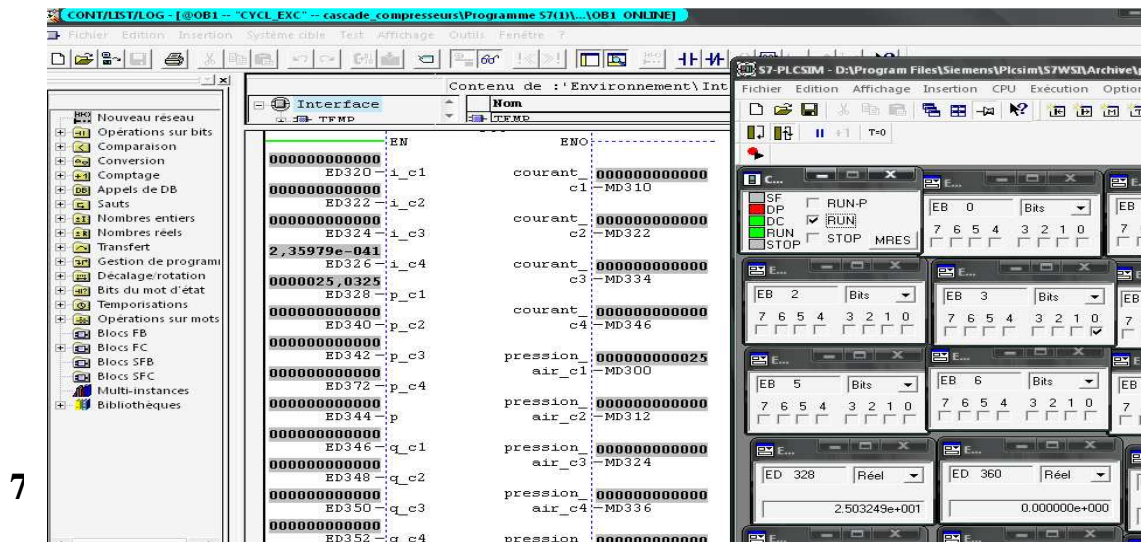 CONT/LIST/LOG - [@OB1 -- "CYCL_EXC" -- cascade_compresseurs\Programme S7(1)\...\OB1 ONLINE]
Fichier Edition Insertion Système cible Test Affichage Outils Fenêtre ?
Contenu de :'Environnement\Int
Interface
Nom
TEMP
TEMP
Nouveau réseau
Opérations sur bits
Comparaison
Conversion
Comptage
Appels de DB
Sauts
Nombres entiers
Nombres réels
Transfert
Gestion de programm
Décalage/rotation
Bits du mot d'état
Temporisations
Opérations sur mots
Blocs FB
Blocs FC
Blocs SFB
Blocs SFC
Multi-instances
Bibliothèques
EN ENO
000000000000
ED320 i_c1 courant_ 000000000000
000000000000 c1 MD310
ED322 i_c2
000000000000 courant_ 000000000000
ED324 i_c3 c2 MD322
2,35979e-041
ED326 i_c4 courant_ 000000000000
0000025,0325 c3 MD334
ED328 p_c1
000000000000 courant_ 000000000000
ED340 p_c2 c4 MD346
000000000000
ED342 p_c3 pression_ 000000000025
000000000000 air_c1 MD300
ED372 p_c4
000000000000 pression_ 000000000000
ED344 p air_c2 MD312
000000000000
ED346 q_c1 pression_ 000000000000
000000000000 air_c3 MD324
ED348 q_c2
000000000000 pression_ 000000000000
ED350 q_c3 air_c4 MD336
000000000000
ED352 q_c4 pression 000000000000
S7-PLCSIM - D:\Program Files\Siemens\Plcsim\S7WSI\Archive\
Fichier Edition Affichage Insertion CPU Exécution Option
+1 T=0
C...
SF
DP
DC
RUN
STOP
RUN-P
RUN
STOP MRES
E...
EB 0 Bits
7 6 5 4 3 2 1 0
EB
7
E...
EB 2 Bits
7 6 5 4 3 2 1 0
E...
EB 3 Bits
7 6 5 4 3 2 1 0
EB
7
E...
EB 5 Bits
7 6 5 4 3 2 1 0
E...
EB 6 Bits
7 6 5 4 3 2 1 0
EB
7
E...
ED 328 Réel
2.503249e+001
E...
ED 360 Réel
0.000000e+000
E...
E...
7